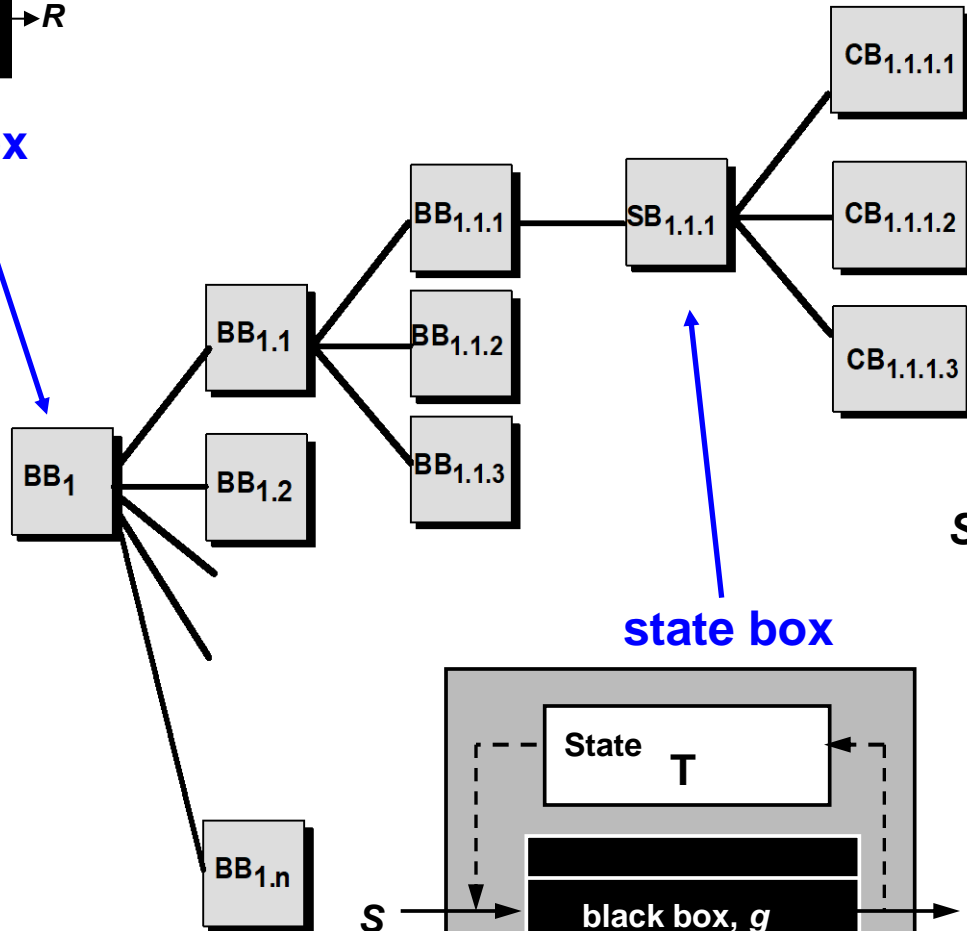 R
x
CB1.1.1.1
BB1.1.1
SB1.1.1
CB1.1.1.2
BB1.1
BB1.1.2
CB1.1.1.3
BB1
BB1.2
BB1.1.3
S
state box
State T
BB1.n
S
black box, g